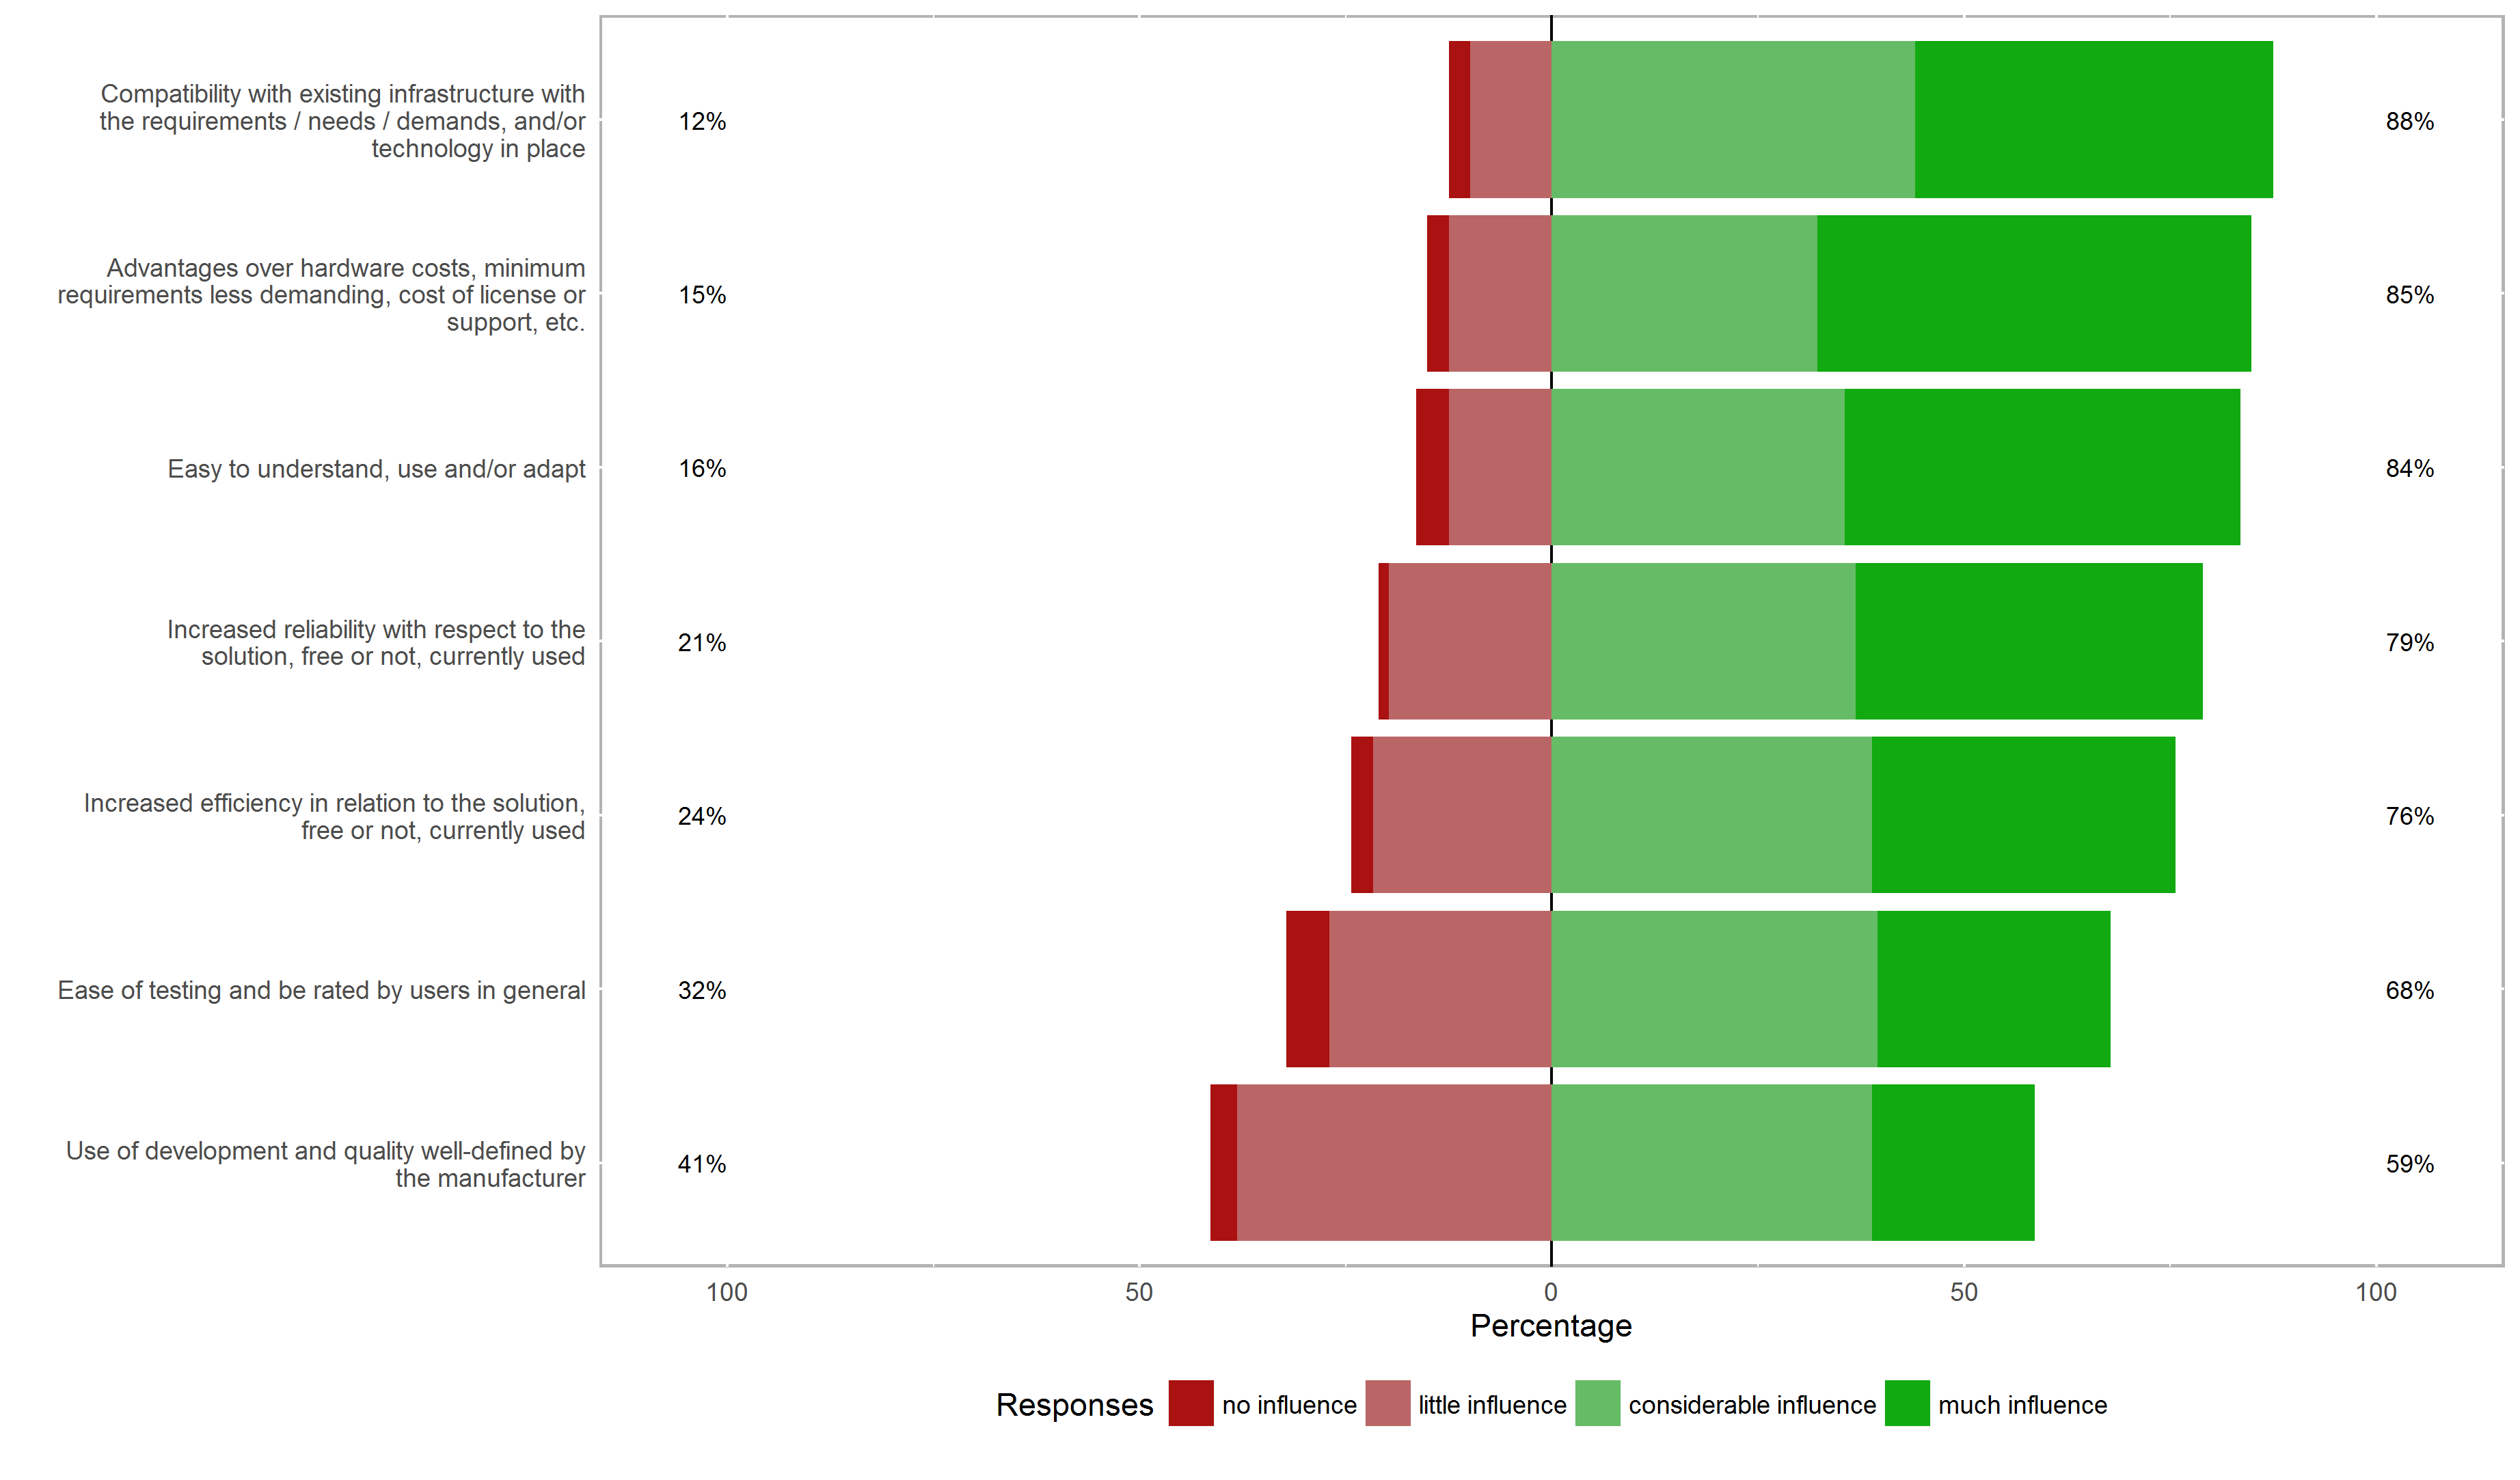 Compatibility with existing infrastructure with
the requirements / needs / demands, and/or
technology in place
12%
88%
Advantages over hardware costs, minimum
requirements less demanding, cost of license or
support, etc.
15%
85%
Easy to understand, use and/or adapt
16%
84%
Increased reliability with respect to the
solution, free or not, currently used
21%
79%
Increased efficiency in relation to the solution,
free or not, currently used
24%
76%
Ease of testing and be rated by users in general
32%
68%
Use of development and quality well-defined by
the manufacturer
41%
59%
100 50 0 50 100
Percentage
Responses no influence little influence considerable influence much influence